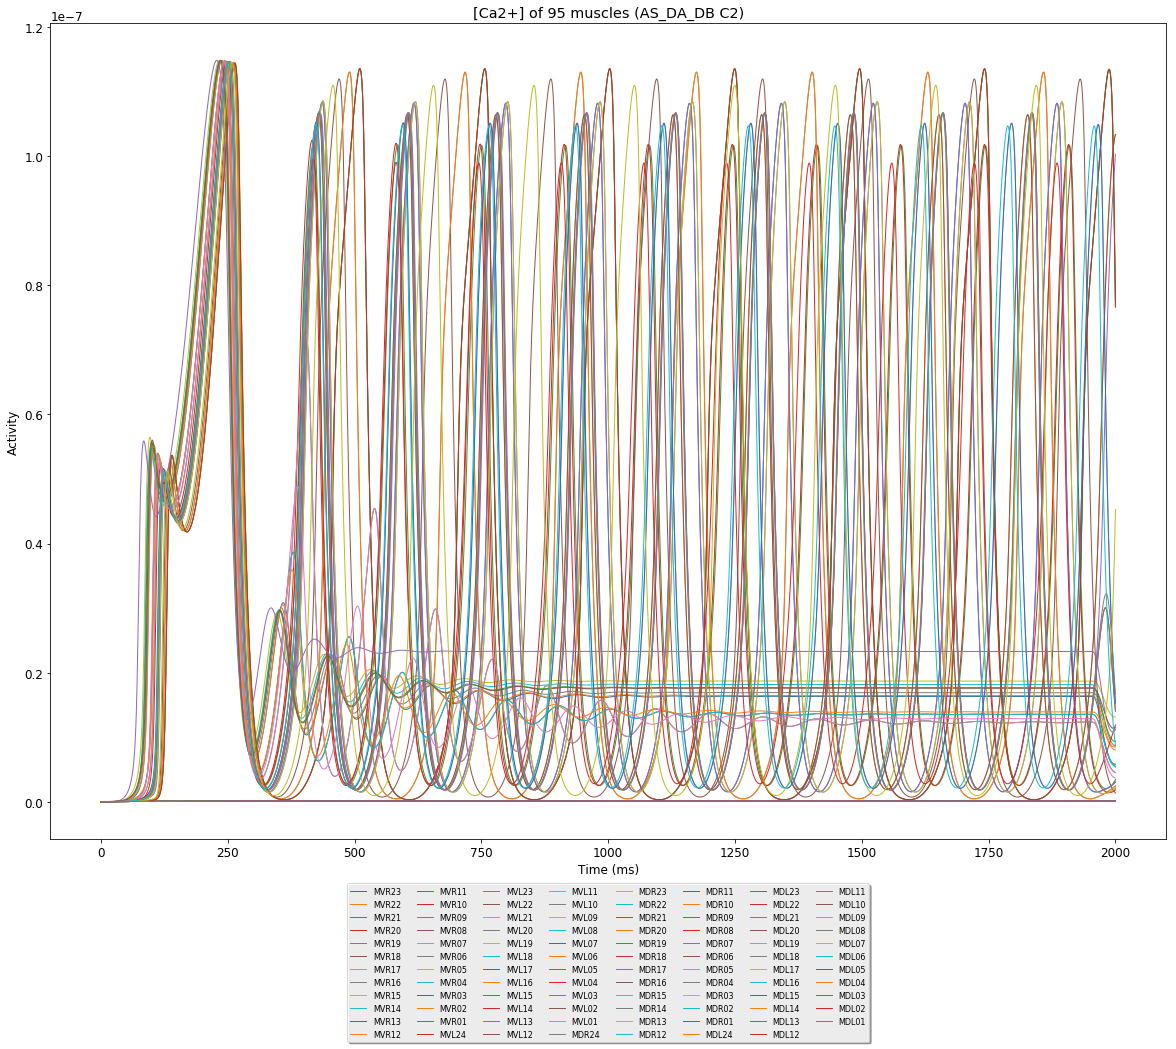 [Ca2+] of 95 muscles (AS_DA_DB C2)
1e−7
1.2
1.0
0.8
0.6
0.4
0.2
0.0
Activity
0 250 500 750 1000 1250 1500 1750 2000
Time (ms)
MVR23 MVR11 MVL23 MVL11 MDR23 MDR11 MDL23 MDL11
MVR22 MVR10 MVL22 MVL10 MDR22 MDR10 MDL22 MDL10
MVR21 MVR09 MVL21 MVL09 MDR21 MDR09 MDL21 MDL09
MVR20 MVR08 MVL20 MVL08 MDR20 MDR08 MDL20 MDL08
MVR19 MVR07 MVL19 MVL07 MDR19 MDR07 MDL19 MDL07
MVR18 MVR06 MVL18 MVL06 MDR18 MDR06 MDL18 MDL06
MVR17 MVR05 MVL17 MVL05 MDR17 MDR05 MDL17 MDL05
MVR16 MVR04 MVL16 MVL04 MDR16 MDR04 MDL16 MDL04
MVR15 MVR03 MVL15 MVL03 MDR15 MDR03 MDL15 MDL03
MVR14 MVR02 MVL14 MVL02 MDR14 MDR02 MDL14 MDL02
MVR13 MVR01 MVL13 MVL01 MDR13 MDR01 MDL13 MDL01
MVR12 MVL24 MVL12 MDR24 MDR12 MDL24 MDL12